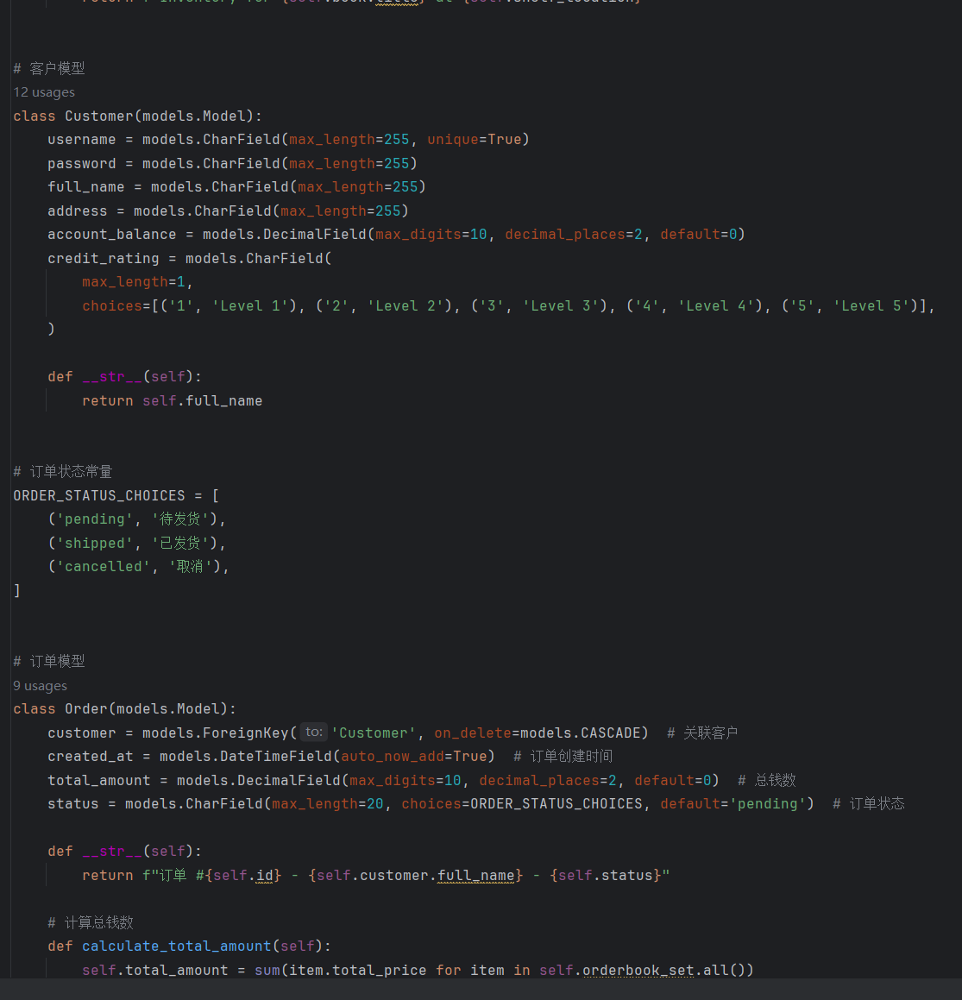 # 客户模型
12 usages
class Customer(models.Model):
    username = models.CharField(max_length=255, unique=True)
    password = models.CharField(max_length=255)
    full_name = models.CharField(max_length=255)
    address = models.CharField(max_length=255)
    account_balance = models.DecimalField(max_digits=10, decimal_places=2, default=0)
    credit_rating = models.CharField(
        max_length=1,
        choices=[('1', 'Level 1'), ('2', 'Level 2'), ('3', 'Level 3'), ('4', 'Level 4'), ('5', 'Level 5')],
    )
    def __str__(self):
        return self.full_name
# 订单状态常量
ORDER_STATUS_CHOICES = [
    ('pending', '待发货'),
    ('shipped', '已发货'),
    ('cancelled', '取消'),
]
# 订单模型
9 usages
class Order(models.Model):
    customer = models.ForeignKey( to: 'Customer', on_delete=models.CASCADE)  # 关联客户
    created_at = models.DateTimeField(auto_now_add=True)  # 订单创建时间
    total_amount = models.DecimalField(max_digits=10, decimal_places=2, default=0)  # 总钱数
    status = models.CharField(max_length=20, choices=ORDER_STATUS_CHOICES, default='pending')  # 订单状态
    def __str__(self):
        return f"订单 #{self.id} - {self.customer.full_name} - {self.status}"
    # 计算总钱数
    def calculate_total_amount(self):
        self.total_amount = sum(item.total_price for item in self.orderbook_set.all())